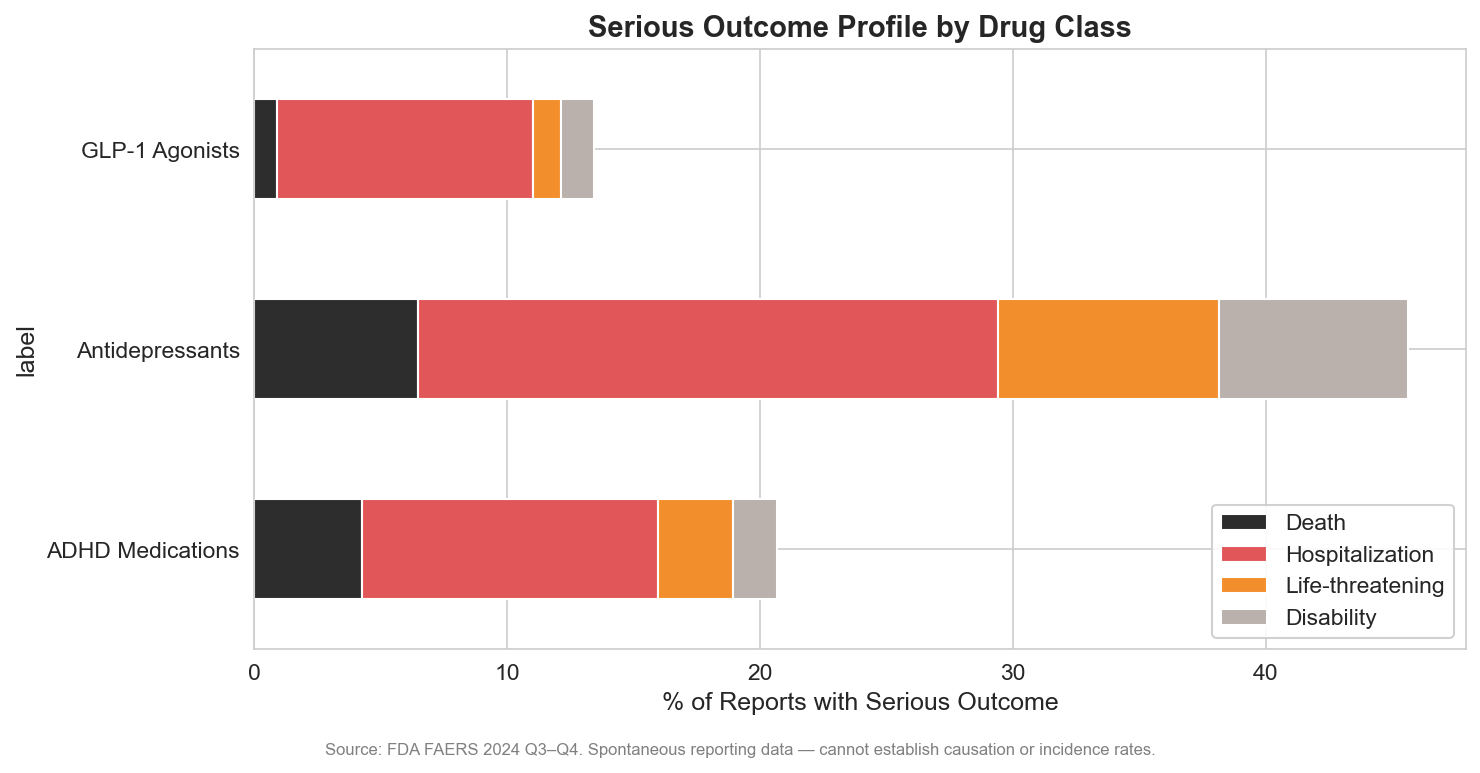 Serious Outcome Profile by Drug Class
GLP-1 Agonists
Antidepressants
ADHD Medications
label
Death
Hospitalization
Life-threatening
Disability
0 10 20 30 40
% of Reports with Serious Outcome
Source: FDA FAERS 2024 Q3–Q4. Spontaneous reporting data — cannot establish causation or incidence rates.